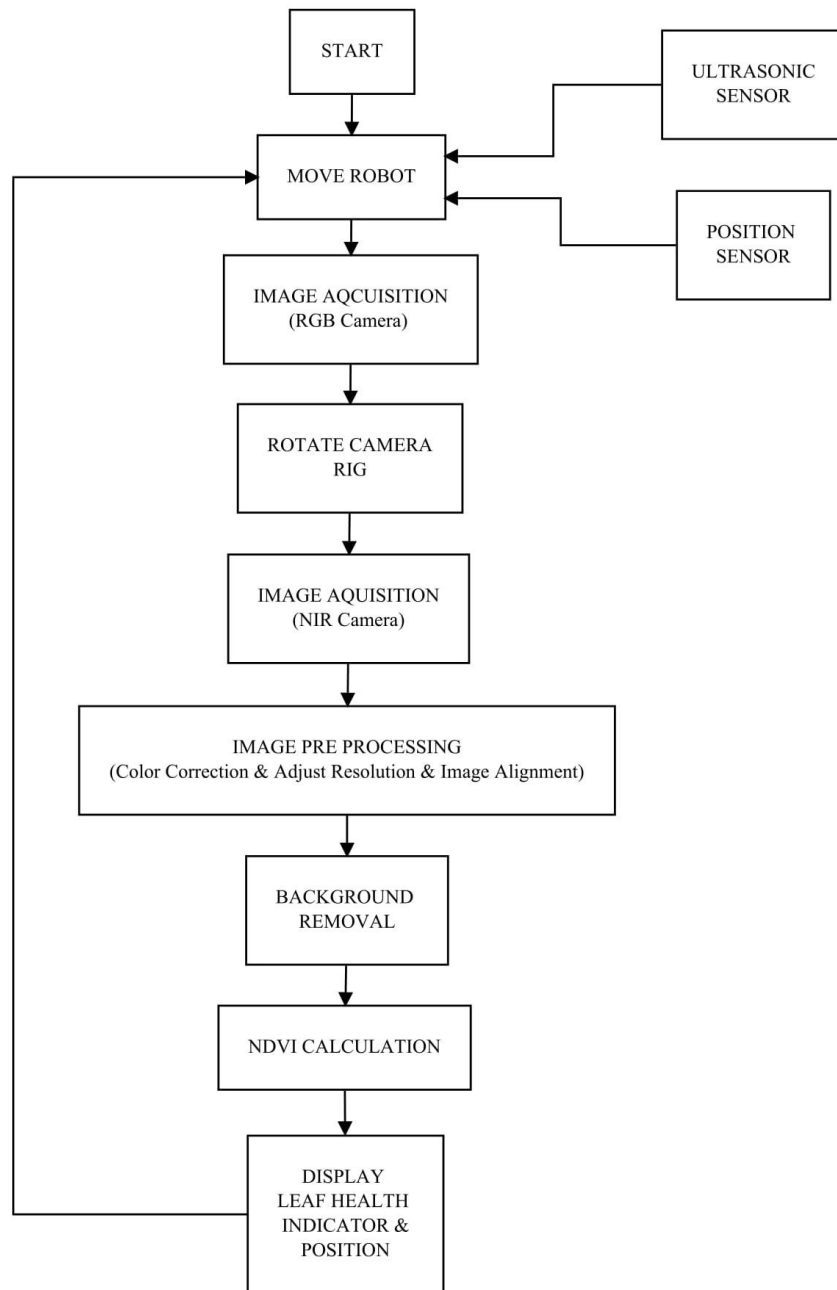 START
ULTRASONIC
SENSOR
MOVE ROBOT
POSITION
SENSOR
IMAGE AQCUISITION
(RGB Camera)
ROTATE CAMERA
RIG
IMAGE AQUISITION
(NIR Camera)
IMAGE PRE PROCESSING
(Color Correction & Adjust Resolution & Image Alignment)
BACKGROUND
REMOVAL
NDVI CALCULATION
DISPLAY
LEAF HEALTH
INDICATOR &
POSITION